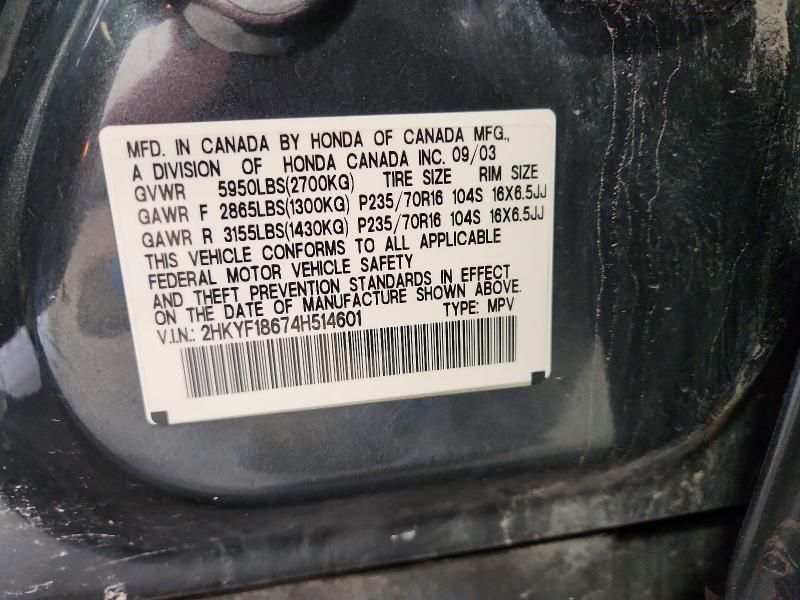 MFD. IN CANADA BY HONDA OF CANADA MFG.,
A DIVISION OF HONDA CANADA INC. 09/03
GVWR 5950LBS(2700KG) TIRE SIZE RIM SIZE
GAWR F 2865LBS(1300KG) P235/70R16 104S 16X6.5JJ
GAWR R 3155LBS(1430KG) P235/70R16 104S 16X6.5JJ
THIS VEHICLE CONFORMS TO ALL APPLICABLE
FEDERAL MOTOR VEHICLE SAFETY
AND THEFT PREVENTION STANDARDS IN EFFECT
ON THE DATE OF MANUFACTURE SHOWN ABOVE.
V.I.N.: 2HKYF18674H514601 TYPE: MPV